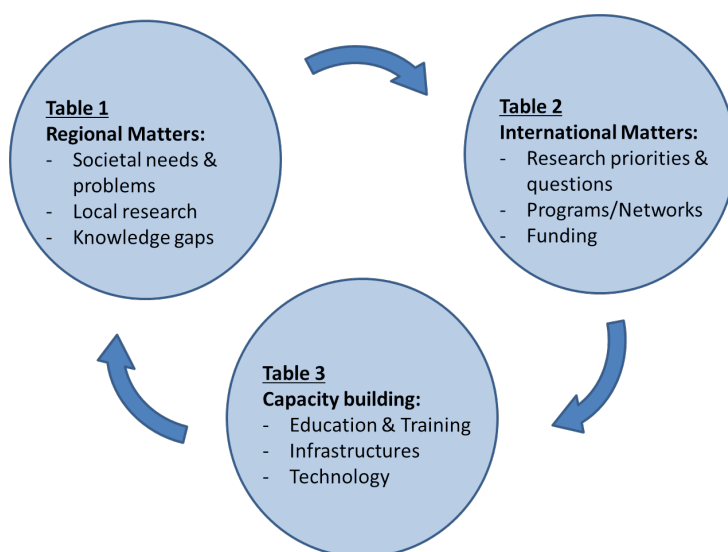 Table 1
Regional Matters:
- Societal needs &
problems
- Local research
- Knowledge gaps
Table 2
International Matters:
- Research priorities &
questions
- Programs/Networks
- Funding
Table 3
Capacity building:
- Education & Training
- Infrastructures
- Technology